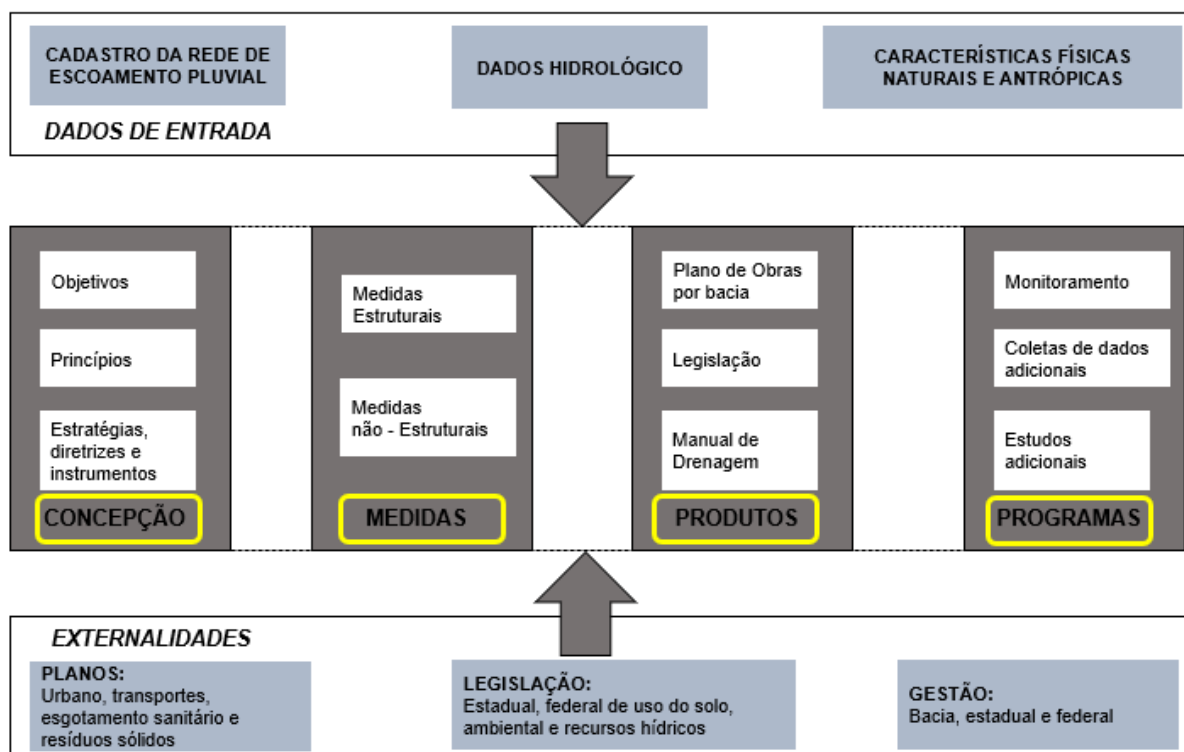 CADASTRO DA REDE DE
ESCOAMENTO PLUVIAL
DADOS HIDROLÓGICO
CARACTERÍSTICAS FÍSICAS
NATURAIS E ANTRÓPICAS
DADOS DE ENTRADA
Objetivos
Princípios
Estratégias,
diretrizes e
instrumentos
CONCEPÇÃO
Medidas
Estruturais
Medidas
não - Estruturais
MEDIDAS
Plano de Obras
por bacia
Legislação
Manual de
Drenagem
PRODUTOS
Monitoramento
Coletas de dados
adicionais
Estudos
adicionais
PROGRAMAS
EXTERNALIDADES
PLANOS:
Urbano, transportes,
esgotamento sanitário e
resíduos sólidos
LEGISLAÇÃO:
Estadual, federal de uso do solo,
ambiental e recursos hídricos
GESTÃO:
Bacia, estadual e federal